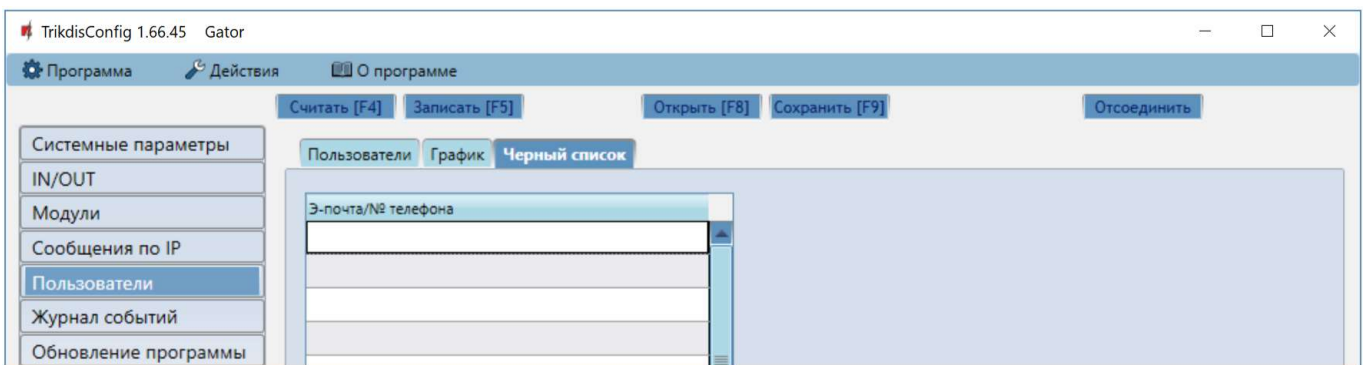 TrikdisConfig 1.66.45 Gator
Программа Действия О программе
Считать [F4] Записать [F5] Открыть [F8] Сохранить [F9] Отсоединить
Системные параметры
IN/OUT
Модули
Сообщения по IP
Пользователи
Журнал событий
Обновление программы
Пользователи График Черный список
Э-почта/№ телефона